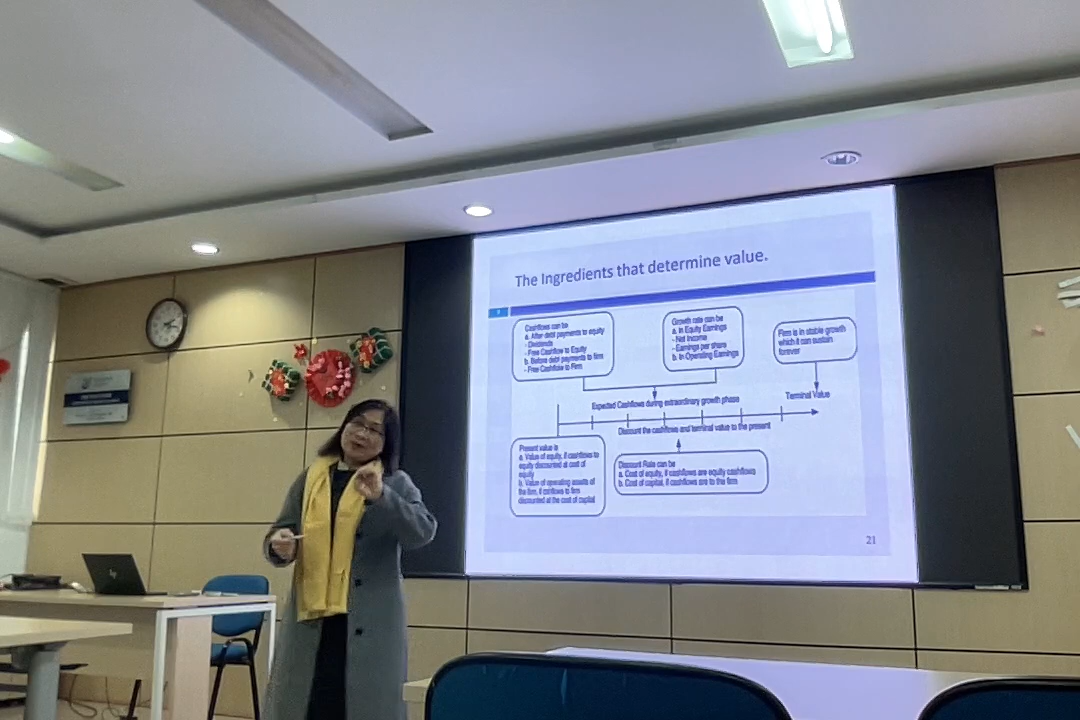 The Ingredients that determine value.
Cashflows can be
a. After debt payments to equity
- Dividends
- Free Cashflow to Equity
b. Before debt payments to firm
- Free Cashflow to Firm
Growth rate can be
a. In Equity Earnings
- Net Income
- Earnings per share
b. In Operating Earnings
Firm is in stable growth
which it can sustain
forever
Expected Cashflows during extraordinary growth phase
Terminal Value
Discount the cashflows and terminal value to the present
Present value is
a. Value of equity, if cashflows to
equity discounted at cost of
equity
b. Value of operating assets of
the firm, if cashflows to firm
discounted at the cost of capital
Discount Rate can be
a. Cost of equity, if cashflows are equity cashflows
b. Cost of capital, if cashflows are to the firm
21